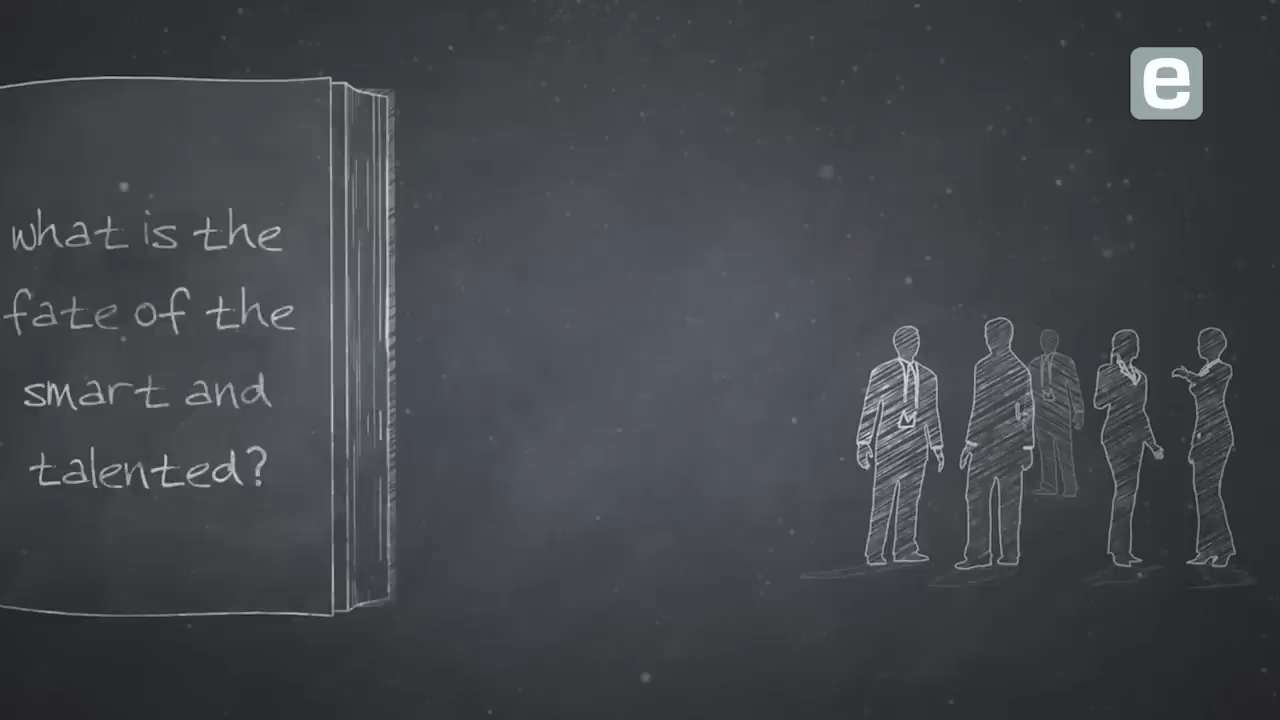 what is the
fate of the
smart and
talented?
e